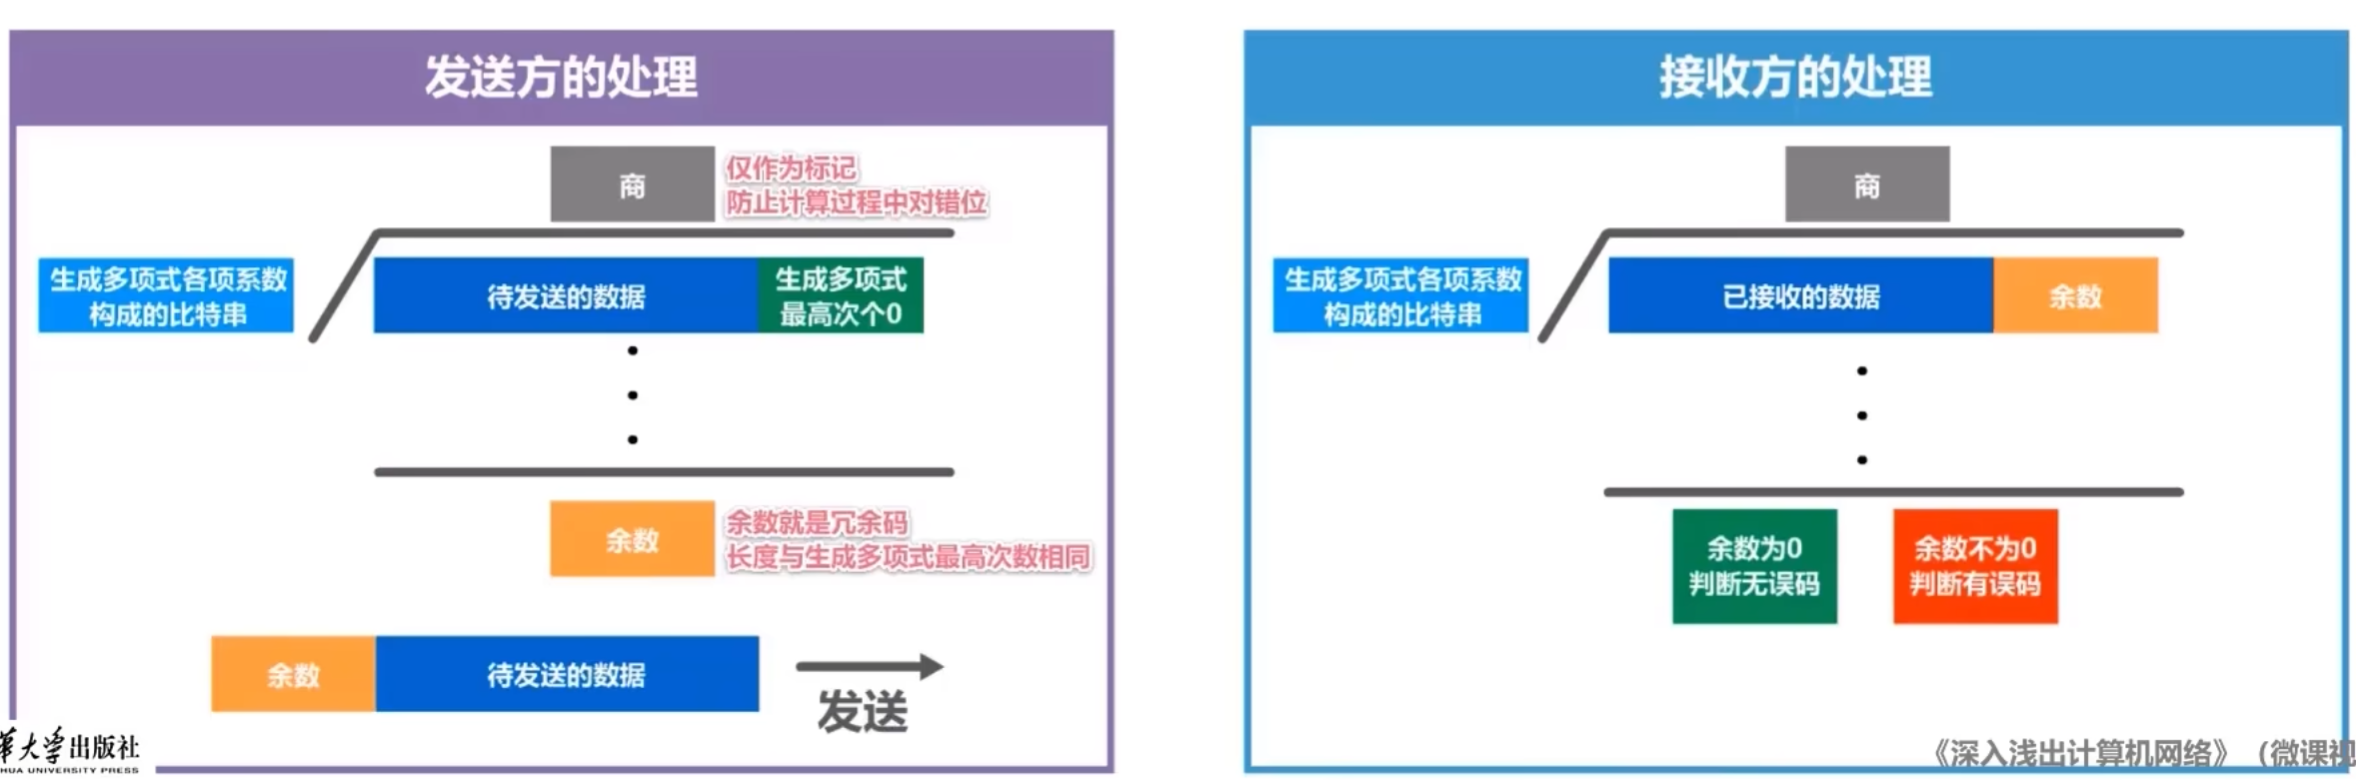 发送方的处理
商
仅作为标记
防止计算过程中对错位
生成多项式各项系数
构成的比特串
待发送的数据
生成多项式
最高次个0
余数
余数就是冗余码
长度与生成多项式最高次数相同
余数
待发送的数据
发送
接收方的处理
商
生成多项式各项系数
构成的比特串
已接收的数据
余数
余数为0
判断无误码
余数不为0
判断有误码
华大学出版社
HUA UNIVERSITY PRESS
《深入浅出计算机网络》（微课视